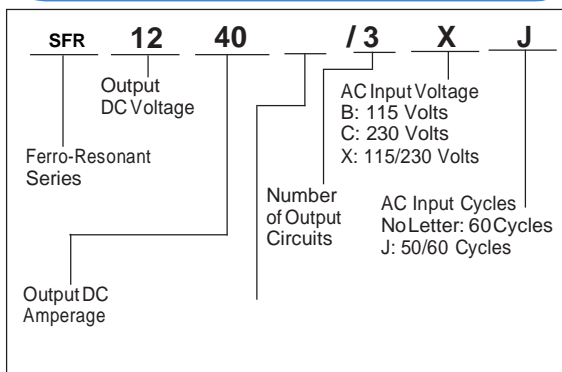 SFR 12 40 / 3 X J
Output
DC Voltage
AC Input Voltage
B: 115 Volts
C: 230 Volts
X: 115/230 Volts
Ferro-Resonant
Series
Number
of Output
Circuits
AC Input Cycles
No Letter: 60 Cycles
J: 50/60 Cycles
Output DC
Amperage